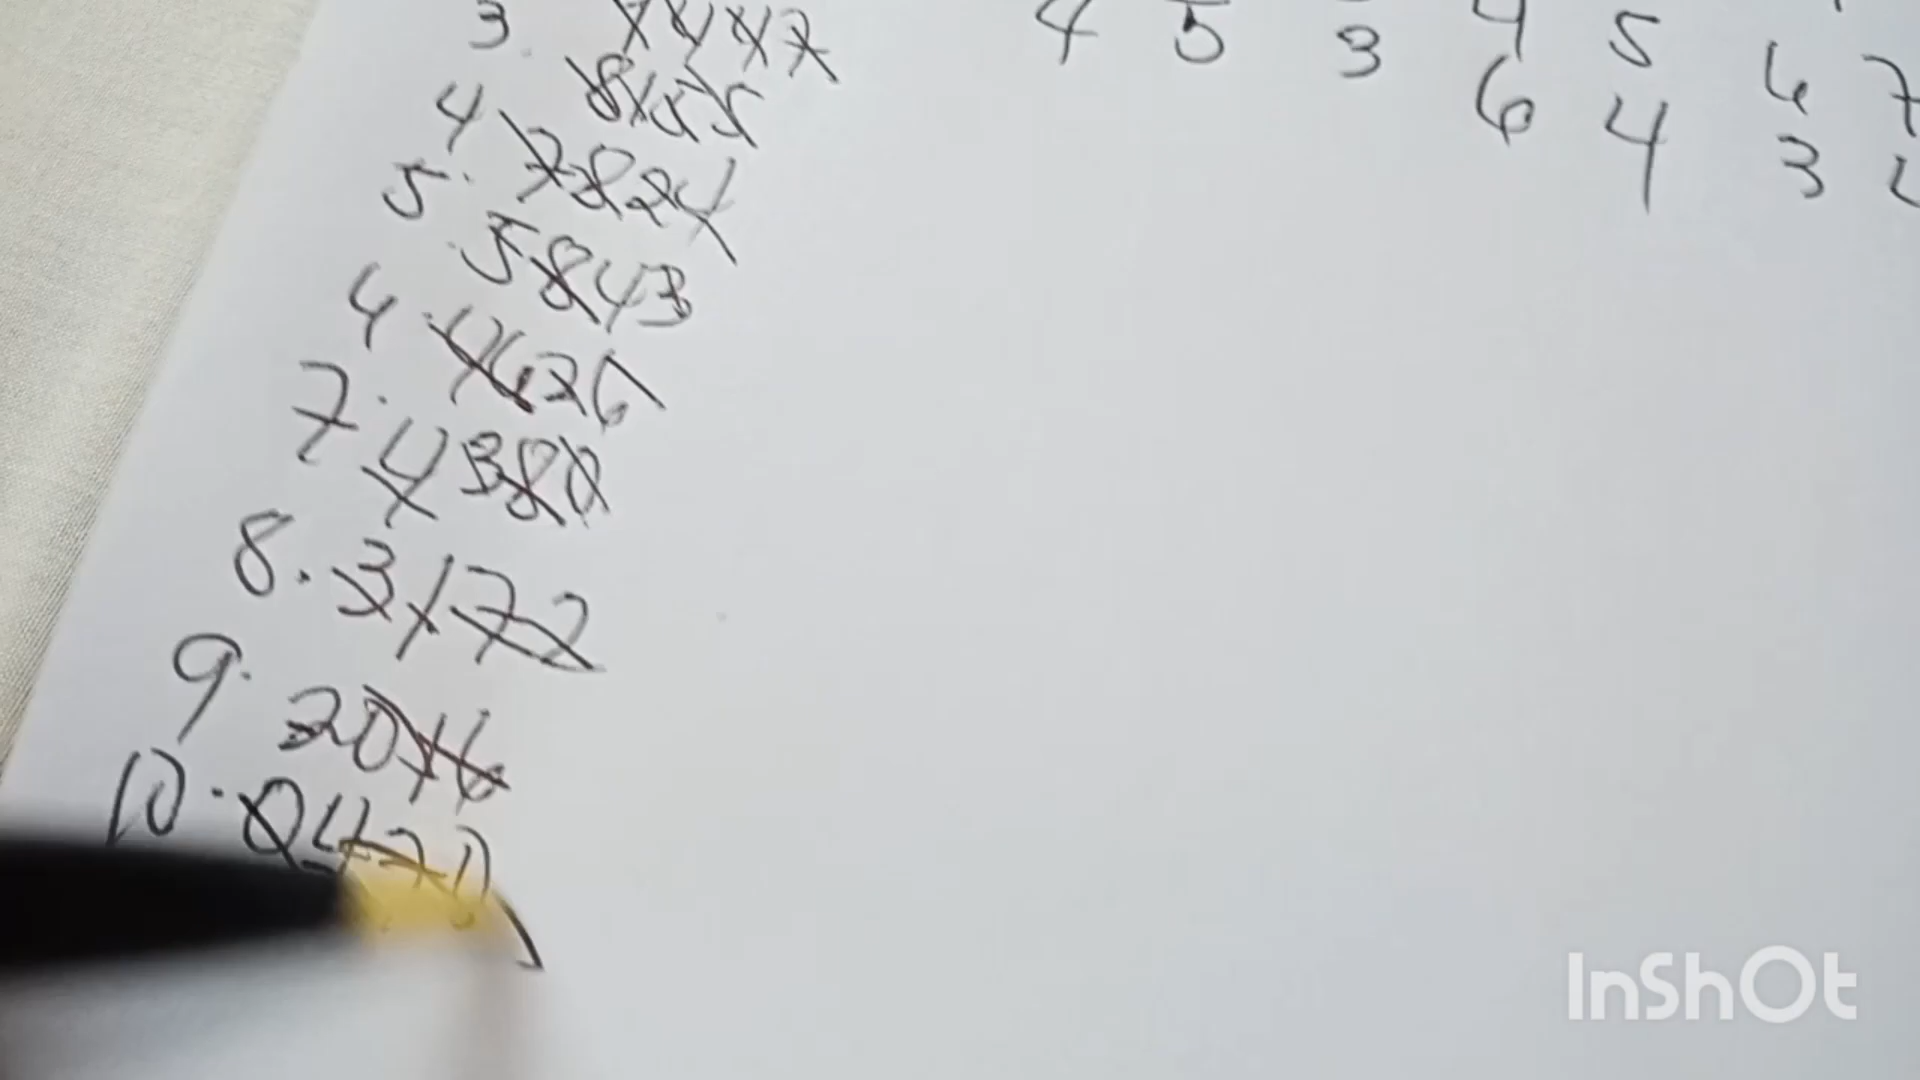 3. 4447 4 5 3 4 5 4 7
8455 6 4 3
4. 7824
5. 5843
4. 4626
7. 4380
8. 3172
9. 2016
10. 0470
InShOt